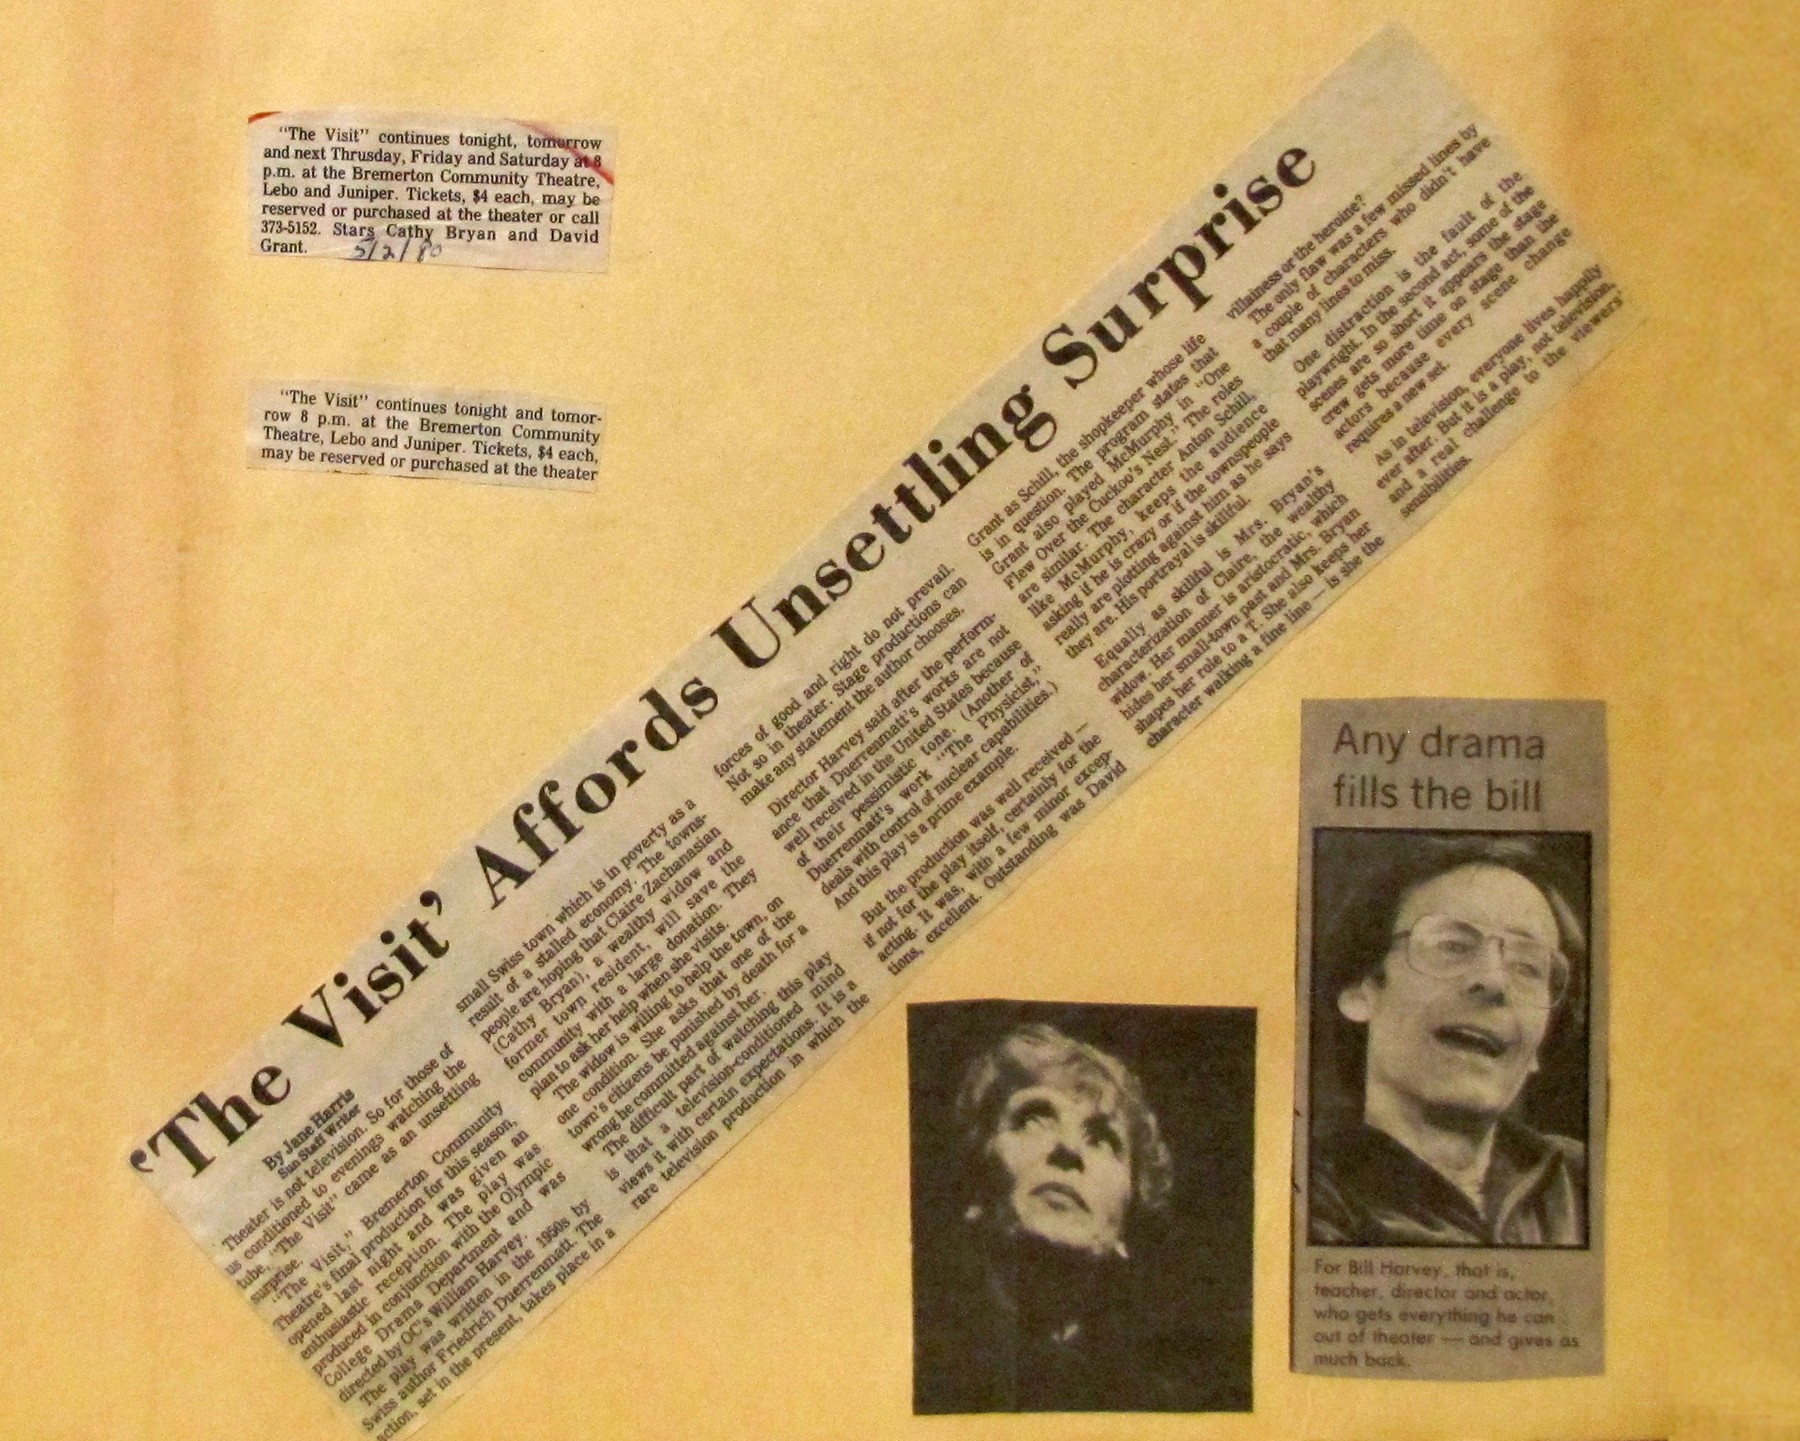 "The Visit" continues tonight, tomorrow
and next Thrusday, Friday and Saturday at 8
p.m. at the Bremerton Community Theatre,
Lebo and Juniper. Tickets, $4 each, may be
reserved or purchased at the theater or call
373-5152. Stars Cathy Bryan and David
Grant.
5/2/80
"The Visit" continues tonight and tomor-
row 8 p.m. at the Bremerton Community
Theatre, Lebo and Juniper. Tickets, $4 each,
may be reserved or purchased at the theater
'The Visit' Affords Unsettling Surprise
By Jane Harris
Sun Staff Writer
Theater is not television. So for those of
us conditioned to evenings watching the
tube, "The Visit" came as an unsettling
surprise.
"The Visit," Bremerton Community
Theatre's final production for this season,
opened last night and was given an
enthusiastic reception. The play was
produced in conjunction with the Olympic
College Drama Department and was
directed by OC's William Harvey.
The play was written in the 1950s by
Swiss author Friedrich Duerrenmatt. The
action, set in the present, takes place in a
small Swiss town which is in poverty as a
result of a stalled economy. The towns-
people are hoping that Claire Zachanasian
(Cathy Bryan), a wealthy widow and
former town resident, will save the
community with a large donation. They
plan to ask her help when she visits.
The widow is willing to help the town, on
one condition. She asks that one of the
town's citizens be punished by death for a
wrong he committed against her.
The difficult part of watching this play
is that a television-conditioned mind
views it with certain expectations. It is a
rare television production in which the
forces of good and right do not prevail.
Not so in theater. Stage productions can
make any statement the author chooses.
Director Harvey said after the perform-
ance that Duerrenmatt's works are not
well received in the United States because
of their pessimistic tone. (Another of
Duerrenmatt's work "The Physicist,"
deals with control of nuclear capabilities.)
And this play is a prime example.
But the production was well received —
if not for the play itself, certainly for the
acting. It was, with a few minor excep-
tions, excellent. Outstanding was David
Grant as Schill, the shopkeeper whose life
is in question. The program states that
Grant also played McMurphy in "One
Flew Over the Cuckoo's Nest." The roles
are similar. The character Anton Schill,
like McMurphy, keeps the audience
asking if he is crazy or if the townspeople
really are plotting against him as he says
they are. His portrayal is skillful.
Equally as skillful is Mrs. Bryan's
characterization of Claire, the wealthy
widow. Her manner is aristocratic, which
hides her small-town past and Mrs. Bryan
shapes her role to a T. She also keeps her
character walking a fine line — is she the
villainess or the heroine?
The only flaw was a few missed lines by
a couple of characters who didn't have
that many lines to miss.
One distraction is the fault of the
playwright. In the second act, some of the
scenes are so short it appears the stage
crew gets more time on stage than the
actors because every scene change
requires a new set.
As in television, everyone lives happily
ever after. But it is a play, not television,
and a real challenge to the viewers'
sensibilities.
Any drama
fills the bill
For Bill Harvey, that is,
teacher, director and actor,
who gets everything he can
out of theater — and gives as
much back.